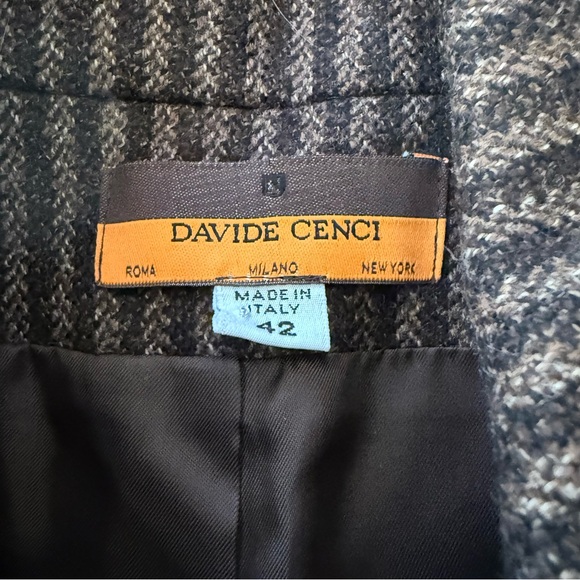 DAVIDE CENCI
ROMA MILANO NEW YORK
MADE IN
ITALY
42